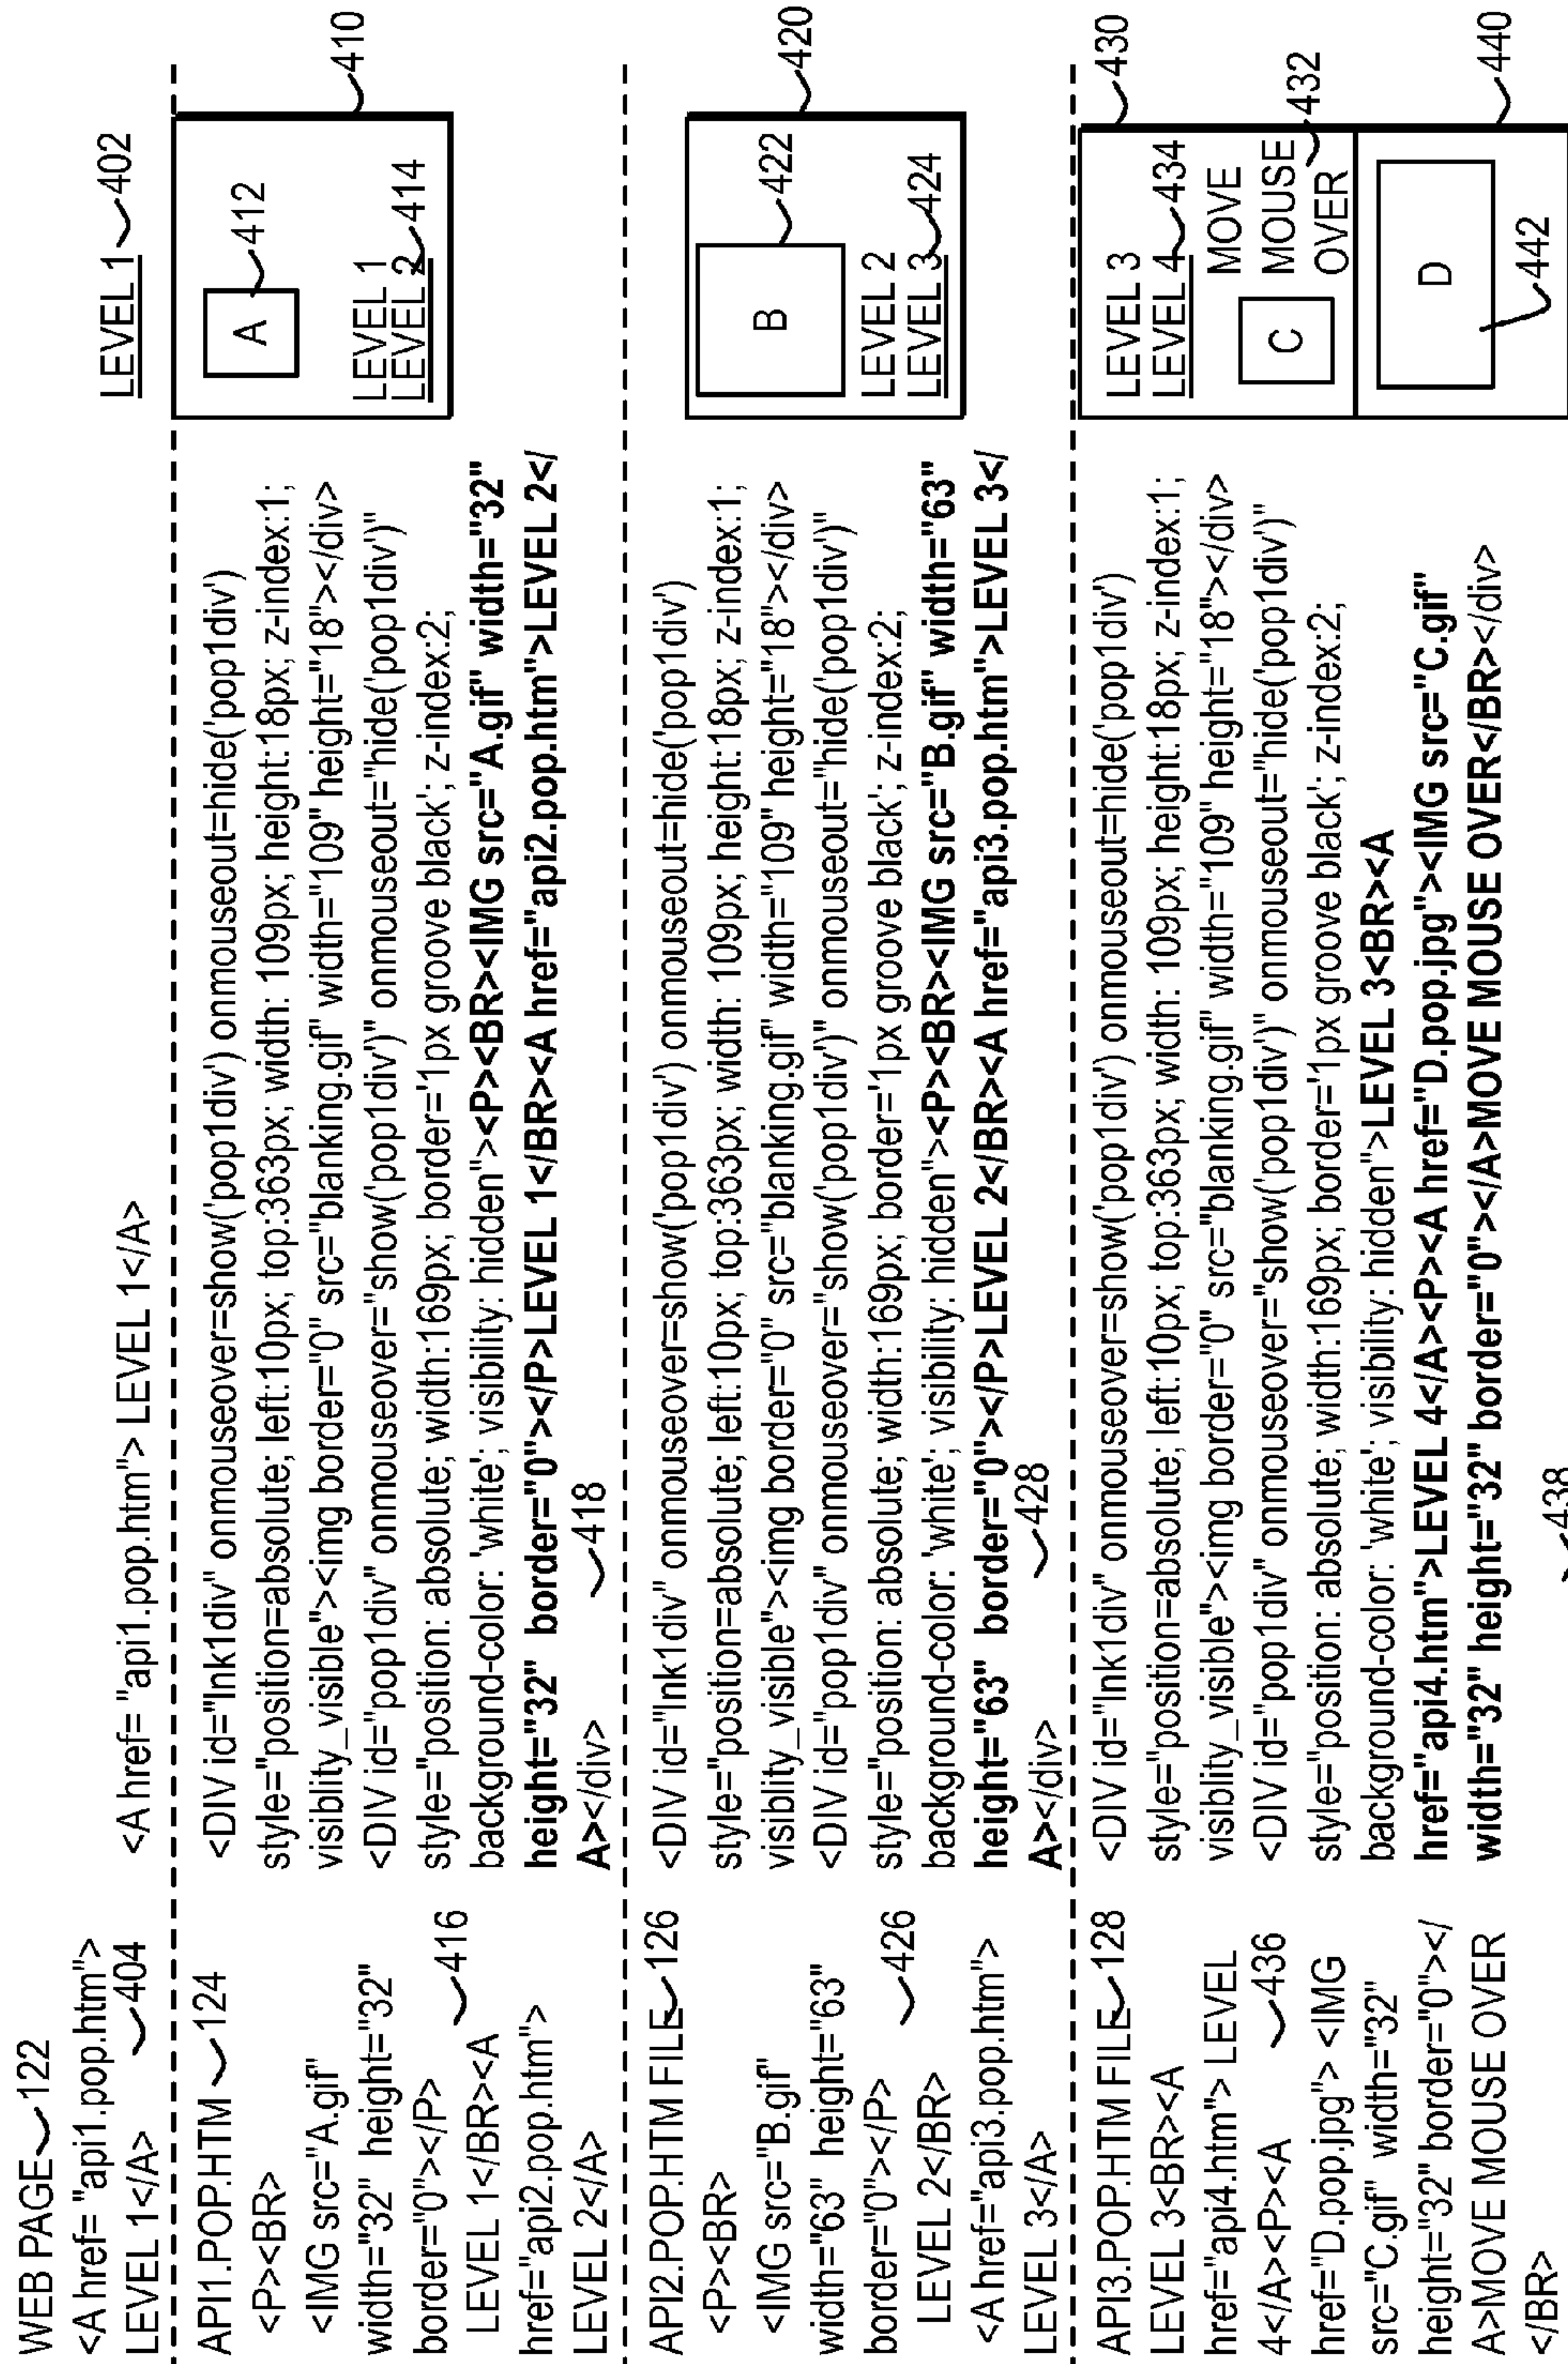 WEB PAGE 122
<A href= "api1.pop.htm">
LEVEL 1</A> 404
<A href= "api1.pop.htm"> LEVEL 1</A>
LEVEL 1 402
API1.POP.HTM 124
<P><BR>
<IMG src="A.gif"
width="32" height="32"
border="0"></P>
416
LEVEL 1</BR><A
href="api2.pop.htm">
LEVEL 2</A>
<DIV id="lnk1div" onmouseover=show('pop1div') onmouseout=hide('pop1div')
style="position=absolute; left:10px; top:363px; width: 109px; height:18px; z-index:1;
visiblity_visible"><img border="0" src="blanking.gif" width="109" height="18"></div>
<DIV id="pop1div" onmouseover="show('pop1div')" onmouseout="hide('pop1div')"
style="position: absolute; width:169px; border='1px groove black'; z-index:2;
background-color: 'white'; visibility: hidden"><P><BR><IMG src="A.gif" width="32"
height="32" border="0"></P>LEVEL 1</BR><A href="api2.pop.htm">LEVEL 2</
A></div>
418
A
412
LEVEL 1
LEVEL 2 414
410
API2.POP.HTM FILE 126
<P><BR>
<IMG src="B.gif"
width="63" height="63"
border="0"></P>
426
LEVEL 2</BR>
<A href="api3.pop.htm">
LEVEL 3</A>
<DIV id="lnk1div" onmouseover=show('pop1div') onmouseout=hide('pop1div')
style="position=absolute; left:10px; top:363px; width: 109px; height:18px; z-index:1;
visiblity_visible"><img border="0" src="blanking.gif" width="109" height="18"></div>
<DIV id="pop1div" onmouseover="show('pop1div')" onmouseout="hide('pop1div')"
style="position: absolute; width:169px; border='1px groove black'; z-index:2;
background-color: 'white'; visibility: hidden"><P><BR><IMG src="B.gif" width="63"
height="63" border="0"></P>LEVEL 2</BR><A href="api3.pop.htm">LEVEL 3</
A></div>
428
B
422
LEVEL 2
LEVEL 3 424
420
API3.POP.HTM FILE 128
LEVEL 3<BR><A
href="api4.htm"> LEVEL
4</A><P><A
436
href="D.pop.jpg"> <IMG
src="C.gif" width="32"
height="32" border="0"></
A>MOVE MOUSE OVER
</BR>
<DIV id="lnk1div" onmouseover=show('pop1div') onmouseout=hide('pop1div')
style="position=absolute; left:10px; top:363px; width: 109px; height:18px; z-index:1;
visiblity_visible"><img border="0" src="blanking.gif" width="109" height="18"></div>
<DIV id="pop1div" onmouseover="show('pop1div')" onmouseout="hide('pop1div')"
style="position: absolute; width:169px; border='1px groove black'; z-index:2;
background-color: 'white'; visibility: hidden">LEVEL 3<BR><A
href="api4.htm">LEVEL 4</A><P><A href="D.pop.jpg"><IMG src="C.gif"
width="32" height="32" border="0"></A>MOVE MOUSE OVER</BR></div>
438
LEVEL 3
LEVEL 4 434
C
MOVE
MOUSE
OVER
432
430
D
442
440